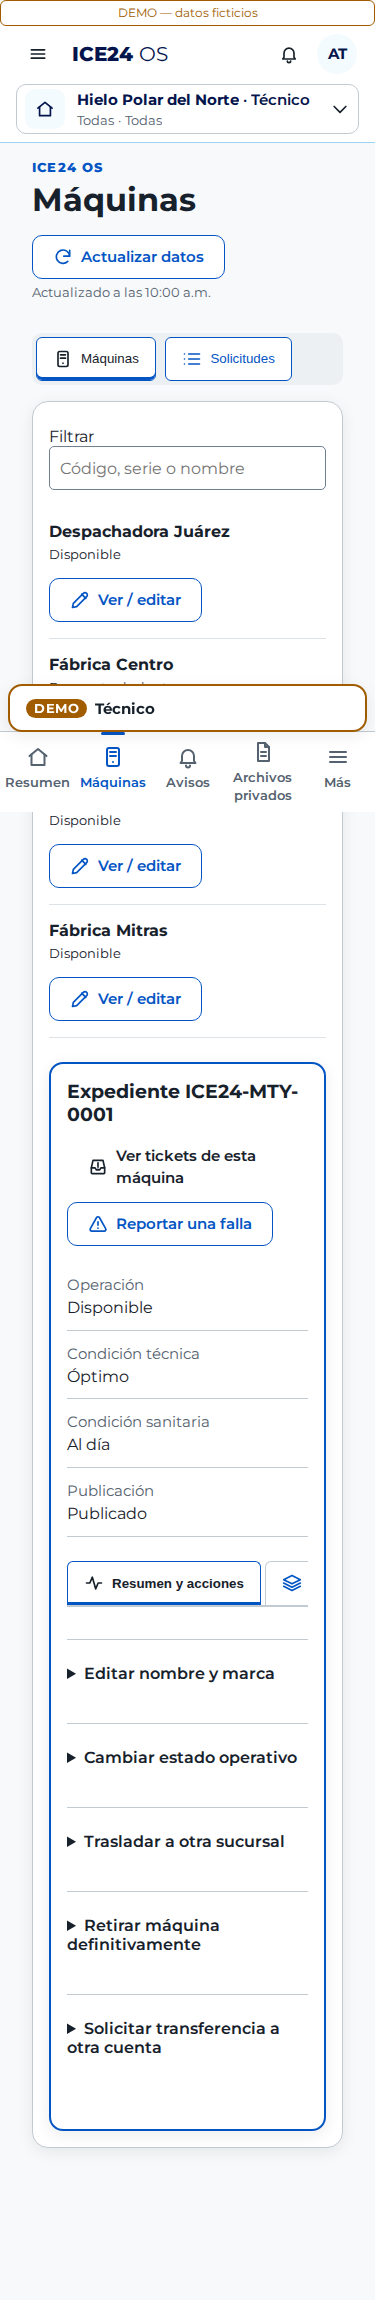 DEMO — datos ficticios
ICE24 OS
AT
Hielo Polar del Norte · Técnico
Todas · Todas
ICE24 OS
Máquinas
Actualizar datos
Actualizado a las 10:00 a.m.
Máquinas
Solicitudes
Filtrar
Código, serie o nombre
Despachadora Juárez
Disponible
Ver / editar
Fábrica Centro
DEMO Técnico
Resumen
Máquinas
Avisos
Archivos privados
Más
Disponible
Ver / editar
Fábrica Mitras
Disponible
Ver / editar
Expediente ICE24-MTY-
0001
Ver tickets de esta
máquina
Reportar una falla
Operación
Disponible
Condición técnica
Óptimo
Condición sanitaria
Al día
Publicación
Publicado
Resumen y acciones
Editar nombre y marca
Cambiar estado operativo
Trasladar a otra sucursal
Retirar máquina
definitivamente
Solicitar transferencia a
otra cuenta